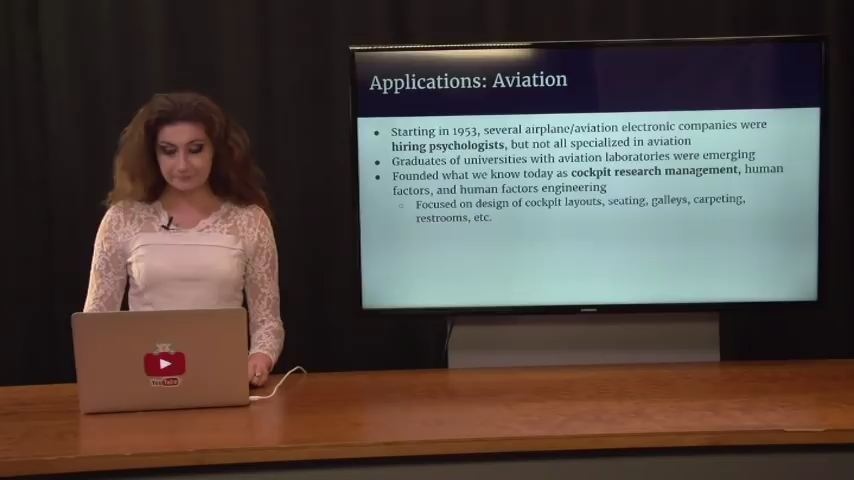 Applications: Aviation
● Starting in 1953, several airplane/aviation electronic companies were
hiring psychologists, but not all specialized in aviation
● Graduates of universities with aviation laboratories were emerging
● Founded what we know today as cockpit research management, human
factors, and human factors engineering
○ Focused on design of cockpit layouts, seating, galleys, carpeting,
restrooms, etc.
YouTube